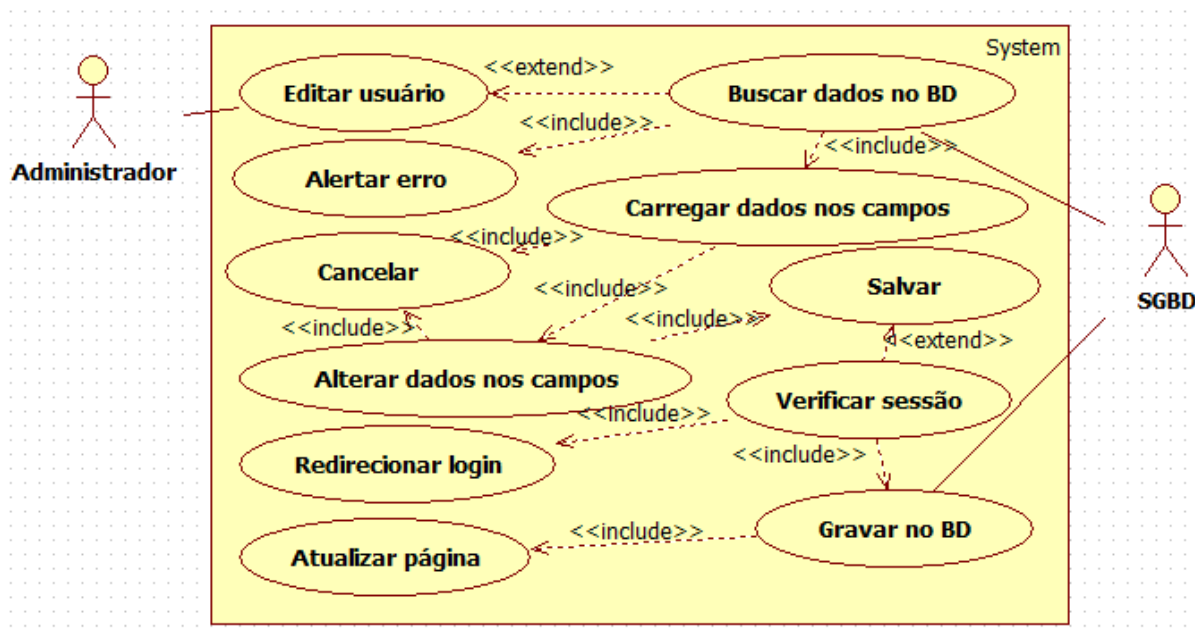 System
Editar usuário
<<extend>>
Buscar dados no BD
<<include>>
<<include>>
Administrador
Alertar erro
Carregar dados nos campos
<<include>>
Cancelar
<<include>>
Salvar
SGBD
<<include>>
<<include>>
<<extend>>
Alterar dados nos campos
Verificar sessão
<<include>>
Redirecionar login
<<include>>
Gravar no BD
<<include>>
Atualizar página